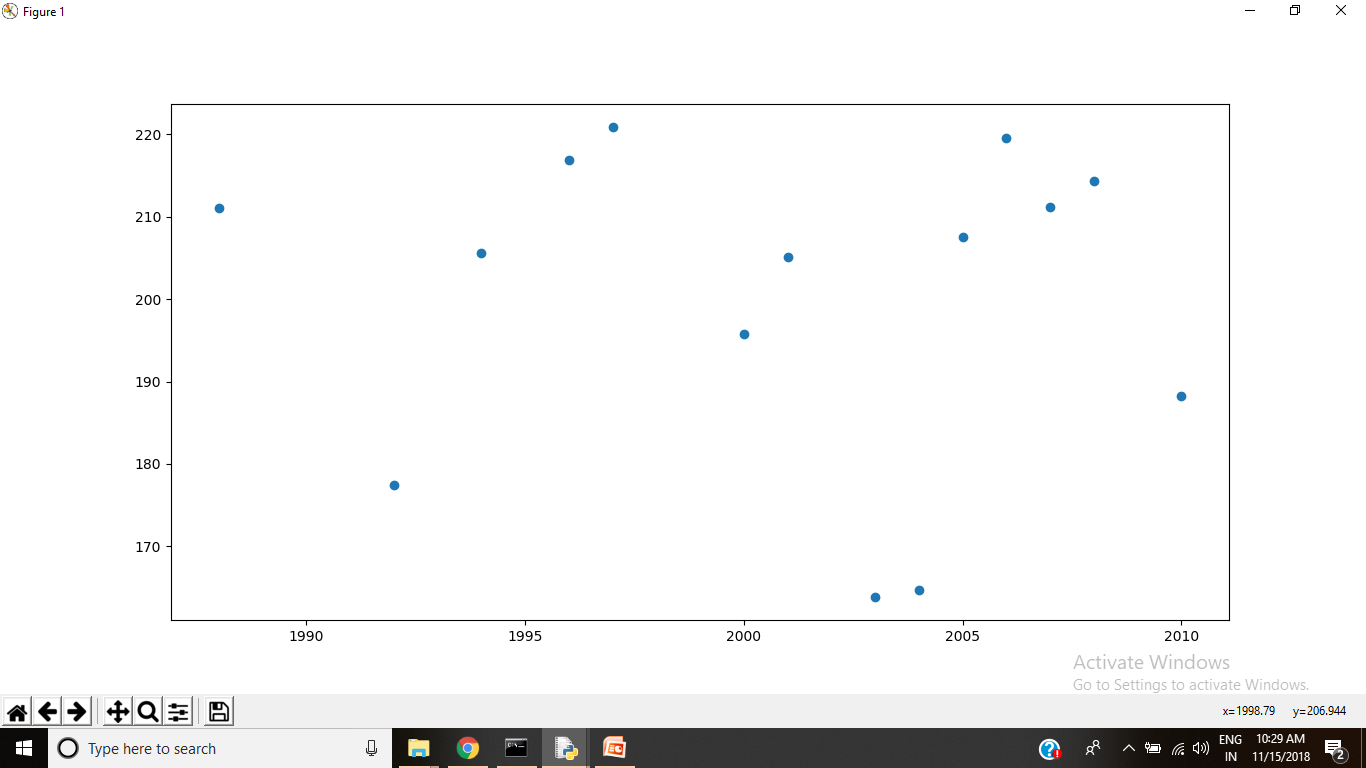 Figure 1
220
210
200
190
180
170
1990 1995 2000 2005 2010
Activate Windows
Go to Settings to activate Windows.
x=1998.79 y=206.944
Type here to search
ENG
IN
10:29 AM
11/15/2018
2